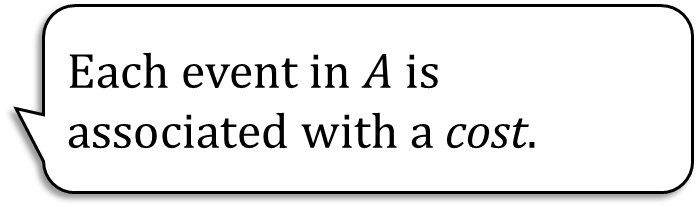 Each event in A is
associated with a cost.